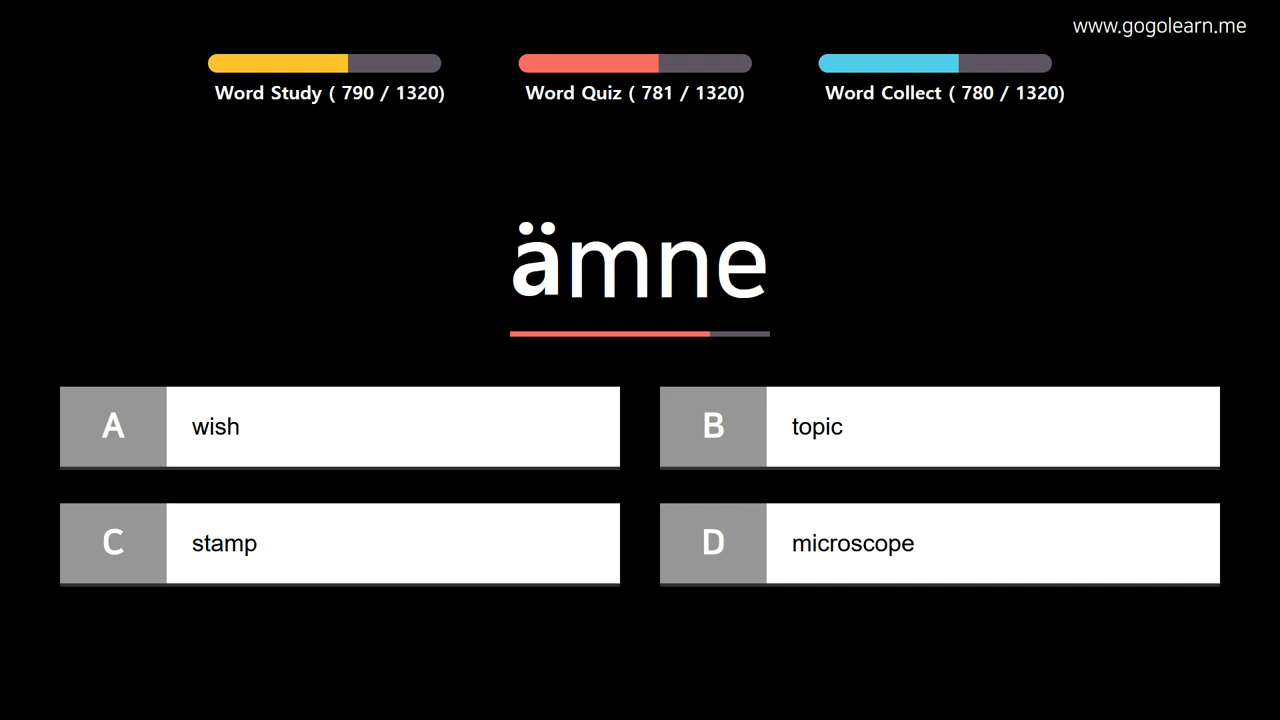 www.gogolearn.me
Word Study ( 790 / 1320)
Word Quiz ( 781 / 1320)
Word Collect ( 780 / 1320)
ämne
A wish
B topic
C stamp
D microscope